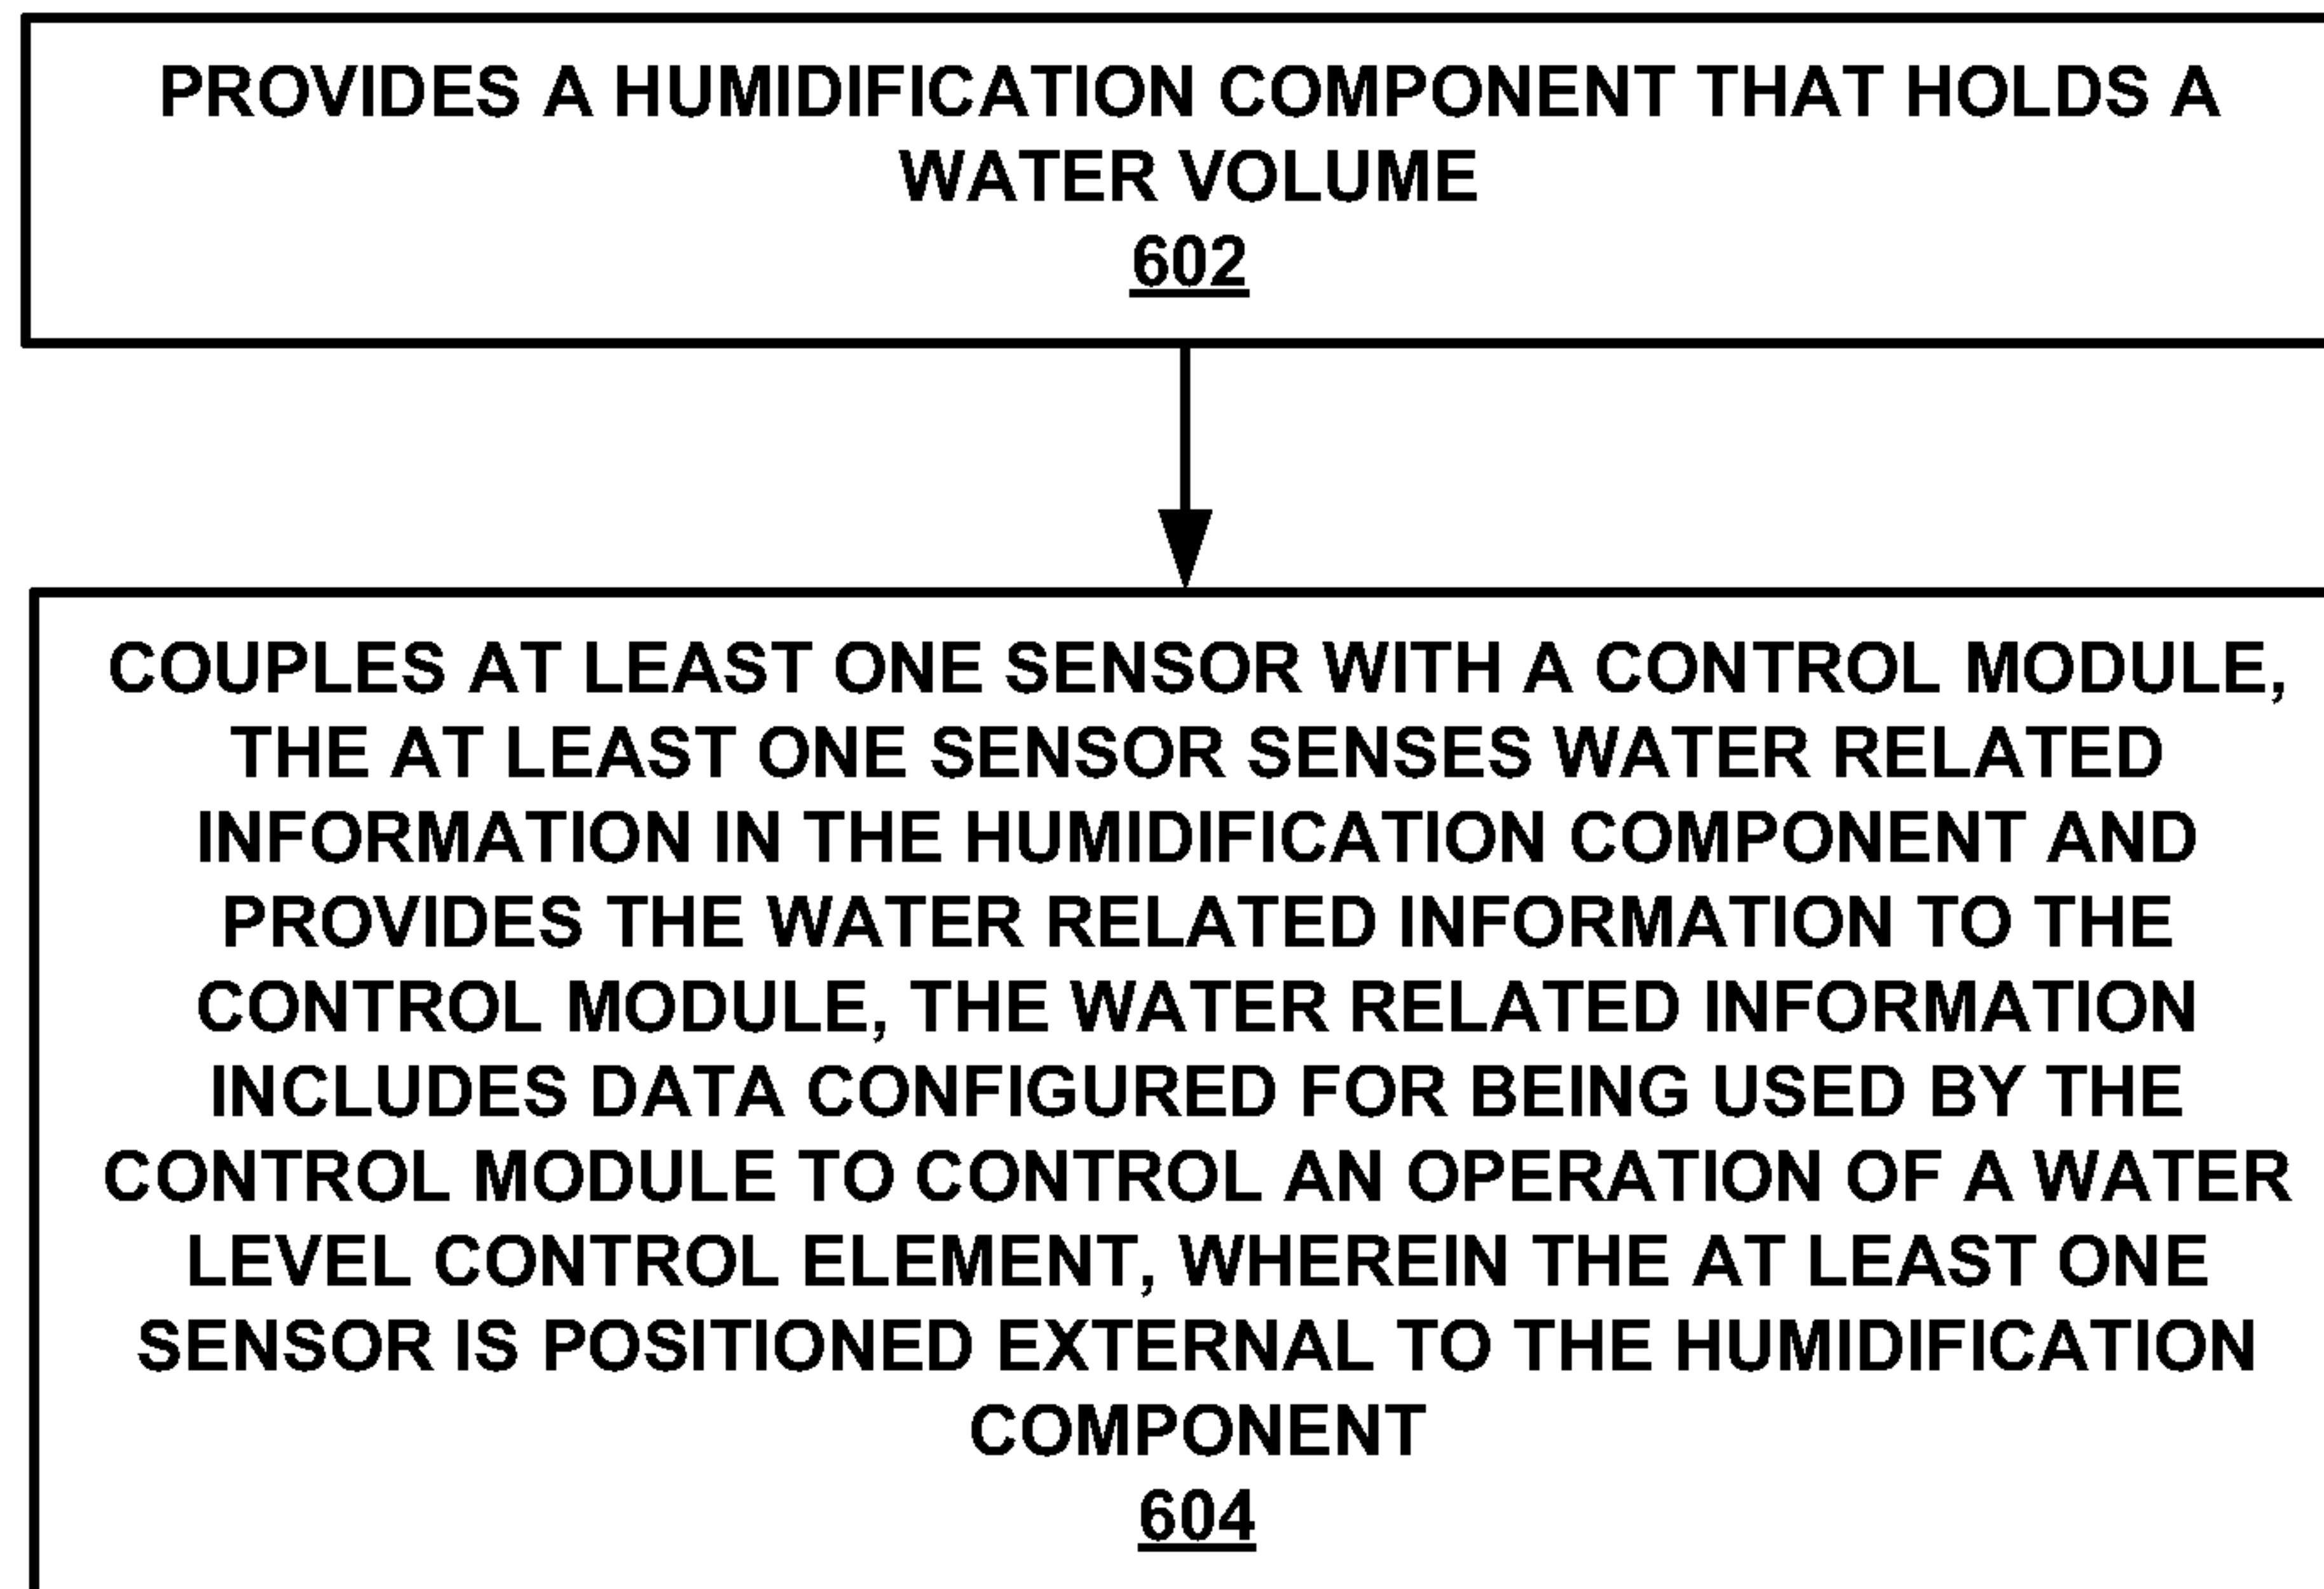 PROVIDES A HUMIDIFICATION COMPONENT THAT HOLDS A
WATER VOLUME
602
COUPLES AT LEAST ONE SENSOR WITH A CONTROL MODULE,
THE AT LEAST ONE SENSOR SENSES WATER RELATED
INFORMATION IN THE HUMIDIFICATION COMPONENT AND
PROVIDES THE WATER RELATED INFORMATION TO THE
CONTROL MODULE, THE WATER RELATED INFORMATION
INCLUDES DATA CONFIGURED FOR BEING USED BY THE
CONTROL MODULE TO CONTROL AN OPERATION OF A WATER
LEVEL CONTROL ELEMENT, WHEREIN THE AT LEAST ONE
SENSOR IS POSITIONED EXTERNAL TO THE HUMIDIFICATION
COMPONENT
604